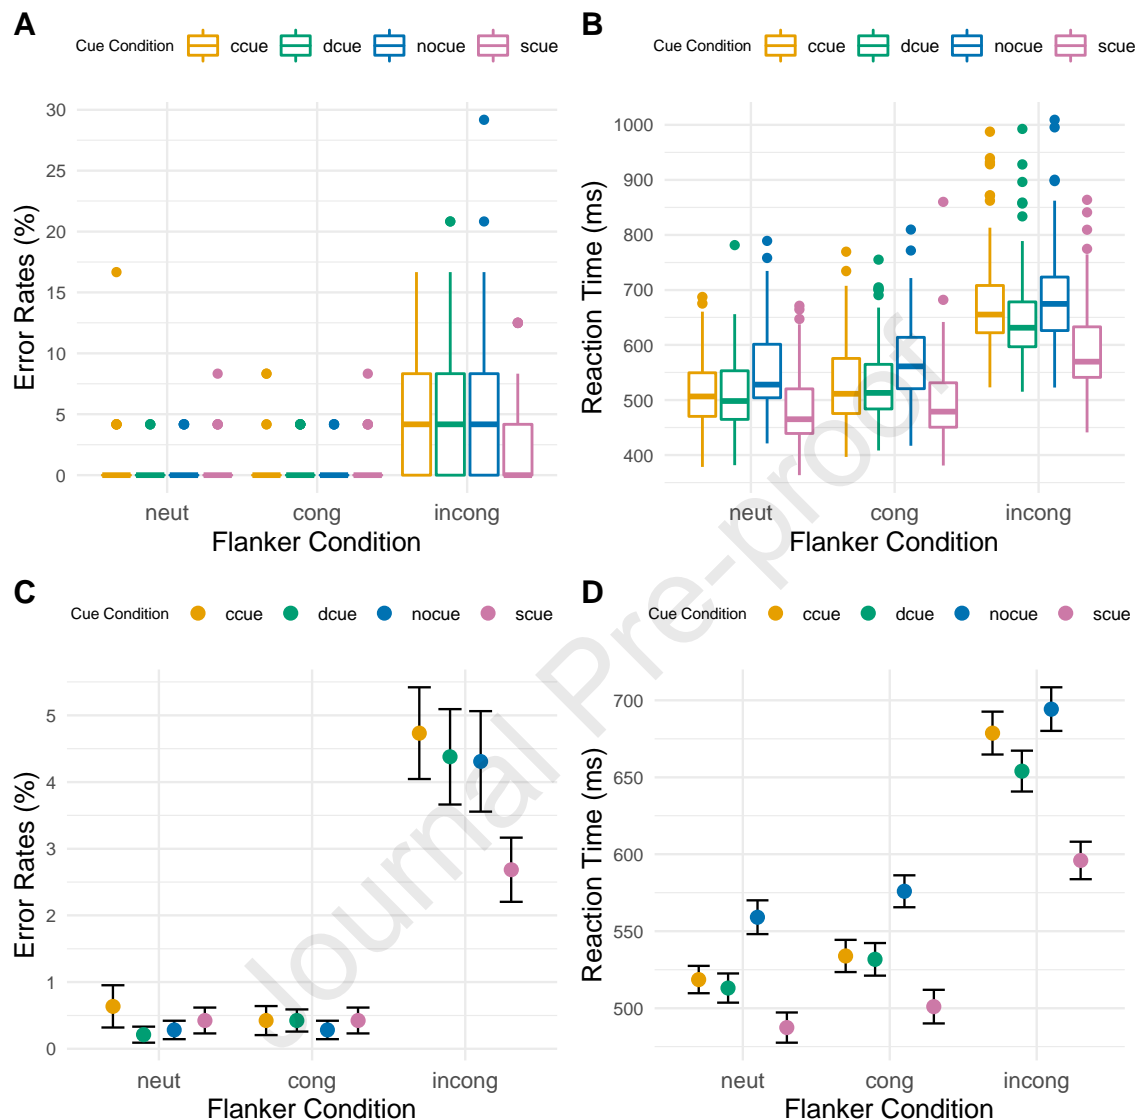 A
Cue Condition ccue dcue nocue scue
30
25
20
15
10
5
0
Error Rates (%)
neut cong incong
Flanker Condition
B
Cue Condition ccue dcue nocue scue
1000
900
800
700
600
500
400
Reaction Time (ms)
neut cong incong
Flanker Condition
C
Cue Condition ccue dcue nocue scue
5
4
3
2
1
0
Error Rates (%)
neut cong incong
Flanker Condition
D
Cue Condition ccue dcue nocue scue
700
650
600
550
500
Reaction Time (ms)
neut cong incong
Flanker Condition
Journal Pre-proof